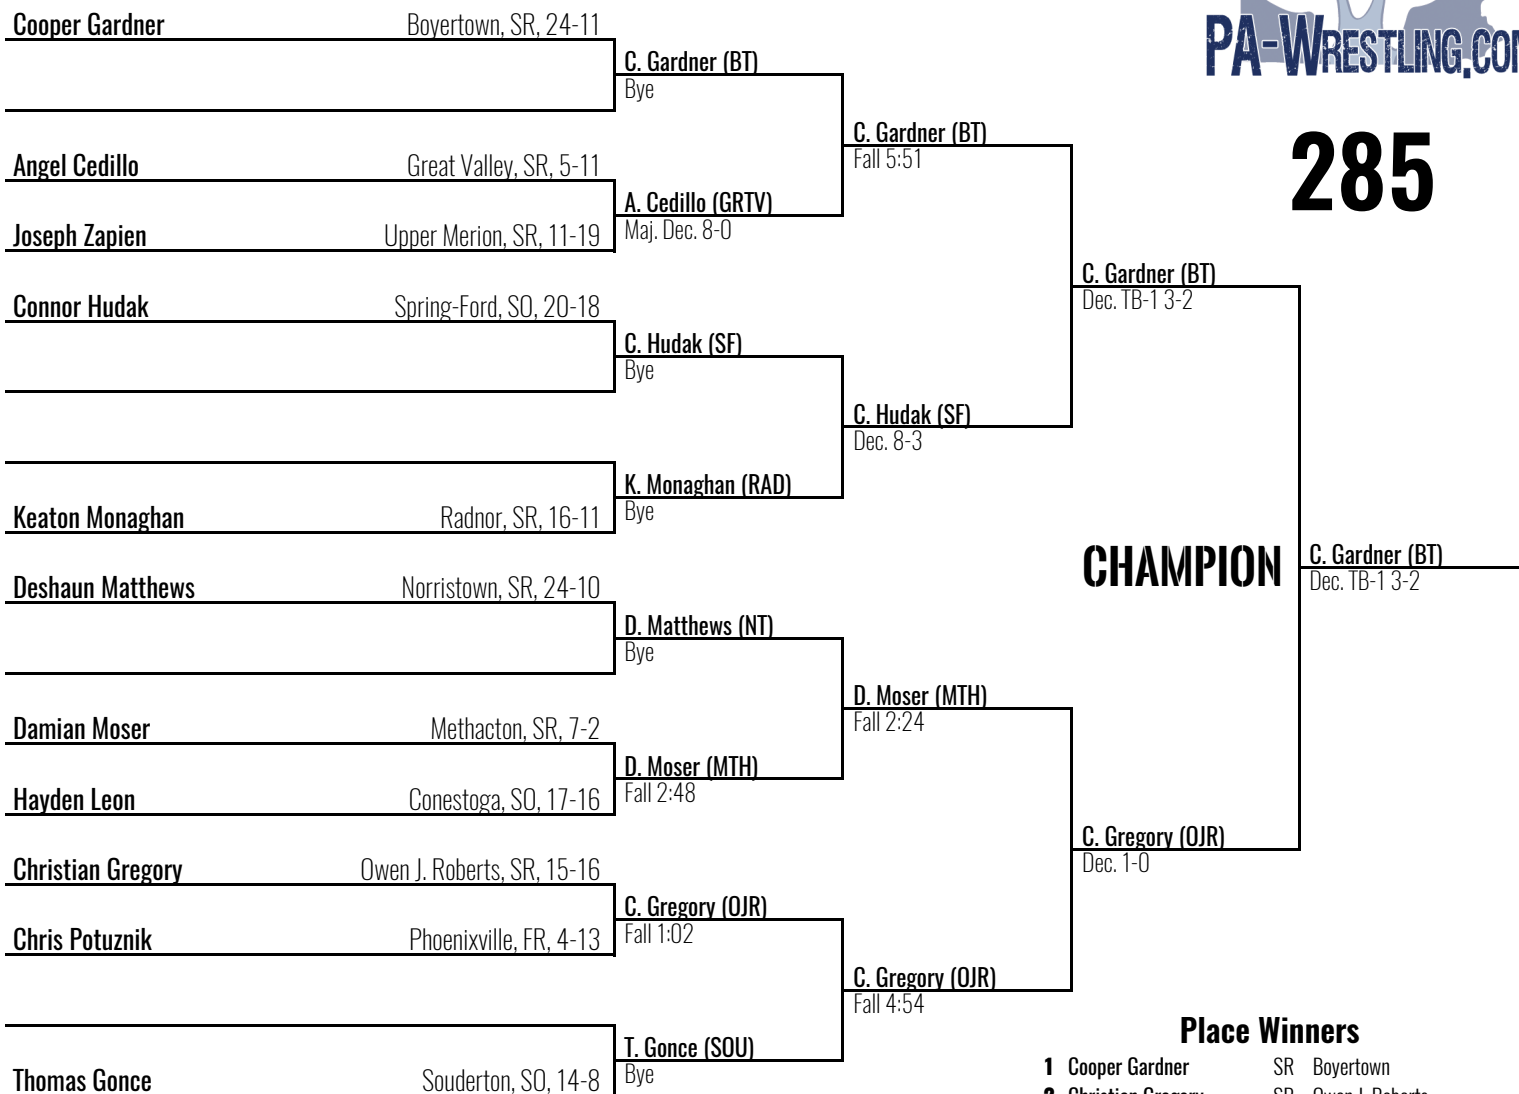 Cooper Gardner Boyertown, SR, 24-11
PA-WRESTLING.CO
C. Gardner (BT)
Bye
C. Gardner (BT)
Fall 5:51
285
Angel Cedillo Great Valley, SR, 5-11
A. Cedillo (GRTV)
Maj. Dec. 8-0
Joseph Zapien Upper Merion, SR, 11-19
C. Gardner (BT)
Dec. TB-1 3-2
Connor Hudak Spring-Ford, SO, 20-18
C. Hudak (SF)
Bye
C. Hudak (SF)
Dec. 8-3
K. Monaghan (RAD)
Bye
Keaton Monaghan Radnor, SR, 16-11
CHAMPION
C. Gardner (BT)
Dec. TB-1 3-2
Deshaun Matthews Norristown, SR, 24-10
D. Matthews (NT)
Bye
D. Moser (MTH)
Fall 2:24
Damian Moser Methacton, SR, 7-2
D. Moser (MTH)
Fall 2:48
Hayden Leon Conestoga, SO, 17-16
C. Gregory (OJR)
Dec. 1-0
Christian Gregory Owen J. Roberts, SR, 15-16
C. Gregory (OJR)
Fall 1:02
Chris Potuznik Phoenixville, FR, 4-13
C. Gregory (OJR)
Fall 4:54
Place Winners
T. Gonce (SOU)
Bye
1 Cooper Gardner SR Boyertown
Thomas Gonce Souderton, SO, 14-8
2 Christian Gregory SR Owen J. Roberts